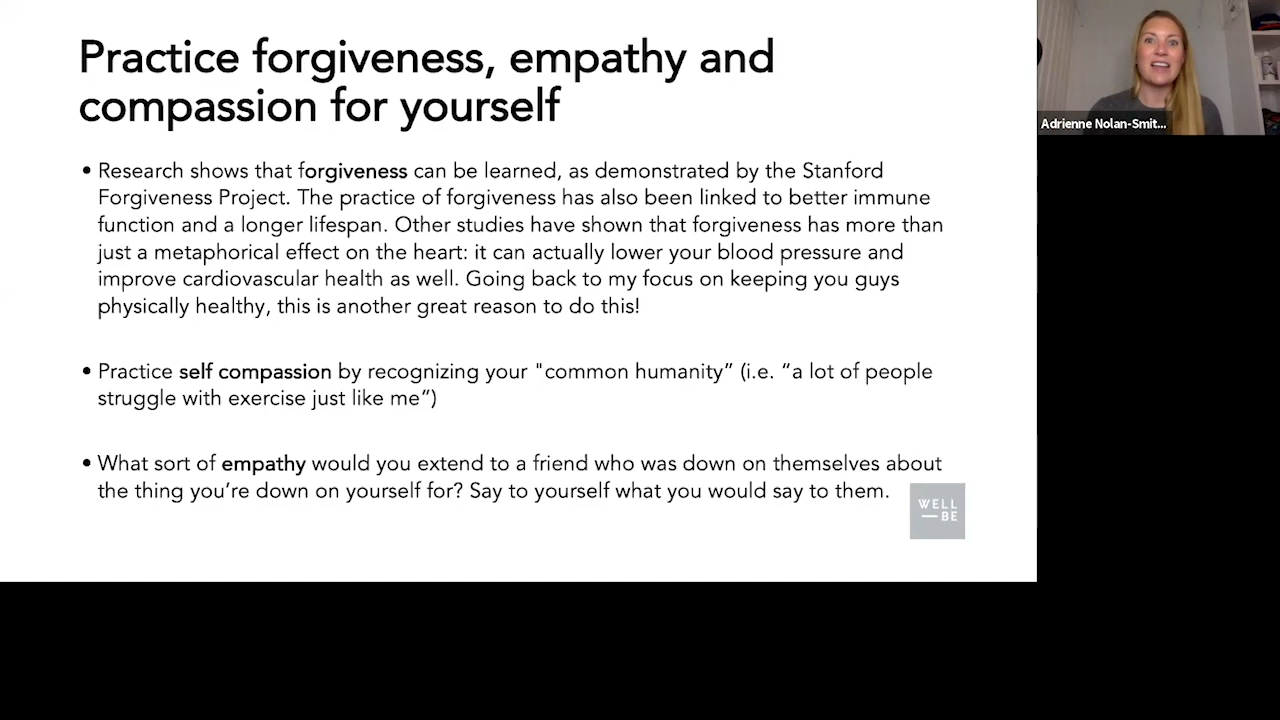 Practice forgiveness, empathy and
compassion for yourself
• Research shows that forgiveness can be learned, as demonstrated by the Stanford
Forgiveness Project. The practice of forgiveness has also been linked to better immune
function and a longer lifespan. Other studies have shown that forgiveness has more than
just a metaphorical effect on the heart: it can actually lower your blood pressure and
improve cardiovascular health as well. Going back to my focus on keeping you guys
physically healthy, this is another great reason to do this!
• Practice self compassion by recognizing your "common humanity” (i.e. “a lot of people
struggle with exercise just like me”)
• What sort of empathy would you extend to a friend who was down on themselves about
the thing you’re down on yourself for? Say to yourself what you would say to them.
WELL
—BE
Adrienne Nolan-Smit...